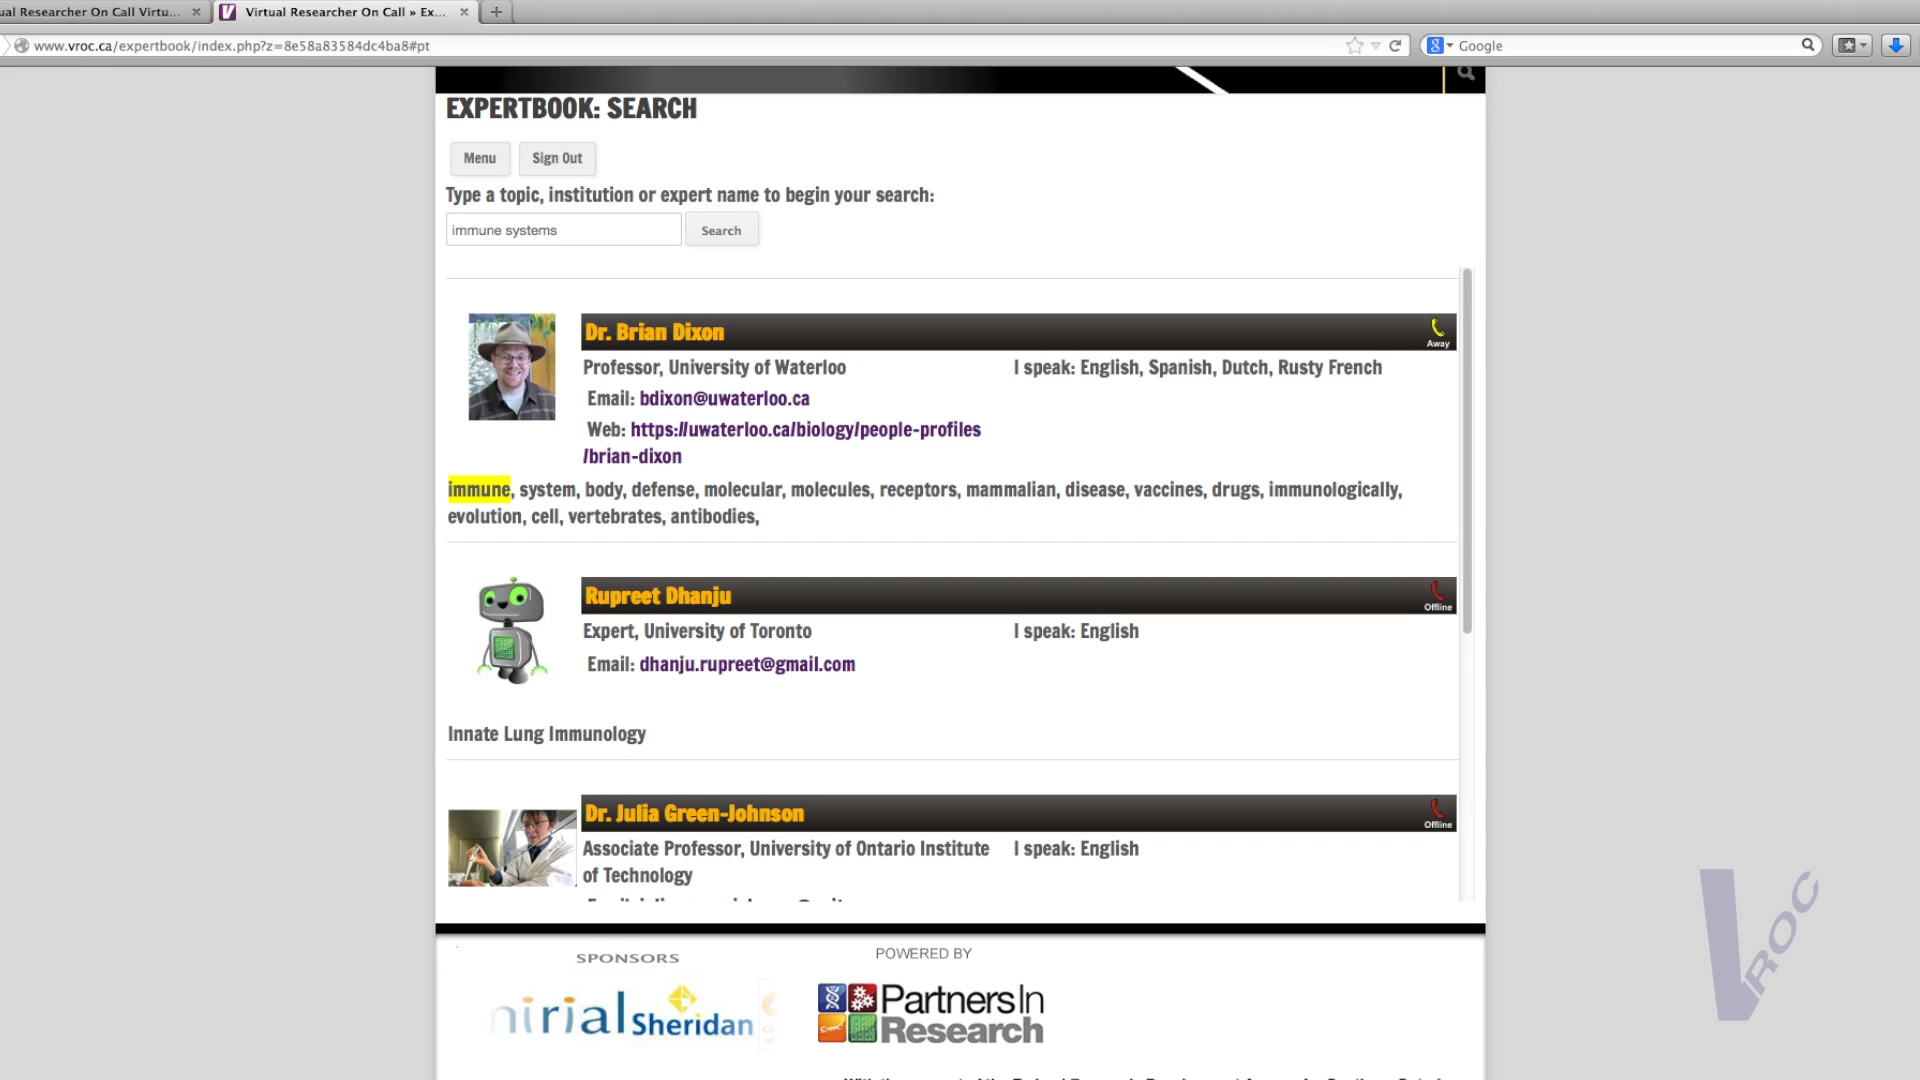 ual Researcher On Call Virtu...
Virtual Researcher On Call » Ex...
www.vroc.ca/expertbook/index.php?z=8e58a83584dc4ba8#pt
Google
EXPERTBOOK: SEARCH
Menu
Sign Out
Type a topic, institution or expert name to begin your search:
immune systems
Search
Dr. Brian Dixon
Away
Professor, University of Waterloo
I speak: English, Spanish, Dutch, Rusty French
Email: bdixon@uwaterloo.ca
Web: https://uwaterloo.ca/biology/people-profiles
/brian-dixon
immune, system, body, defense, molecular, molecules, receptors, mammalian, disease, vaccines, drugs, immunologically,
evolution, cell, vertebrates, antibodies,
Rupreet Dhanju
Offline
Expert, University of Toronto
I speak: English
Email: dhanju.rupreet@gmail.com
Innate Lung Immunology
Dr. Julia Green-Johnson
Offline
Associate Professor, University of Ontario Institute
I speak: English
of Technology
SPONSORS
POWERED BY
nirial
Sheridan
PartnersIn
Research
VROC